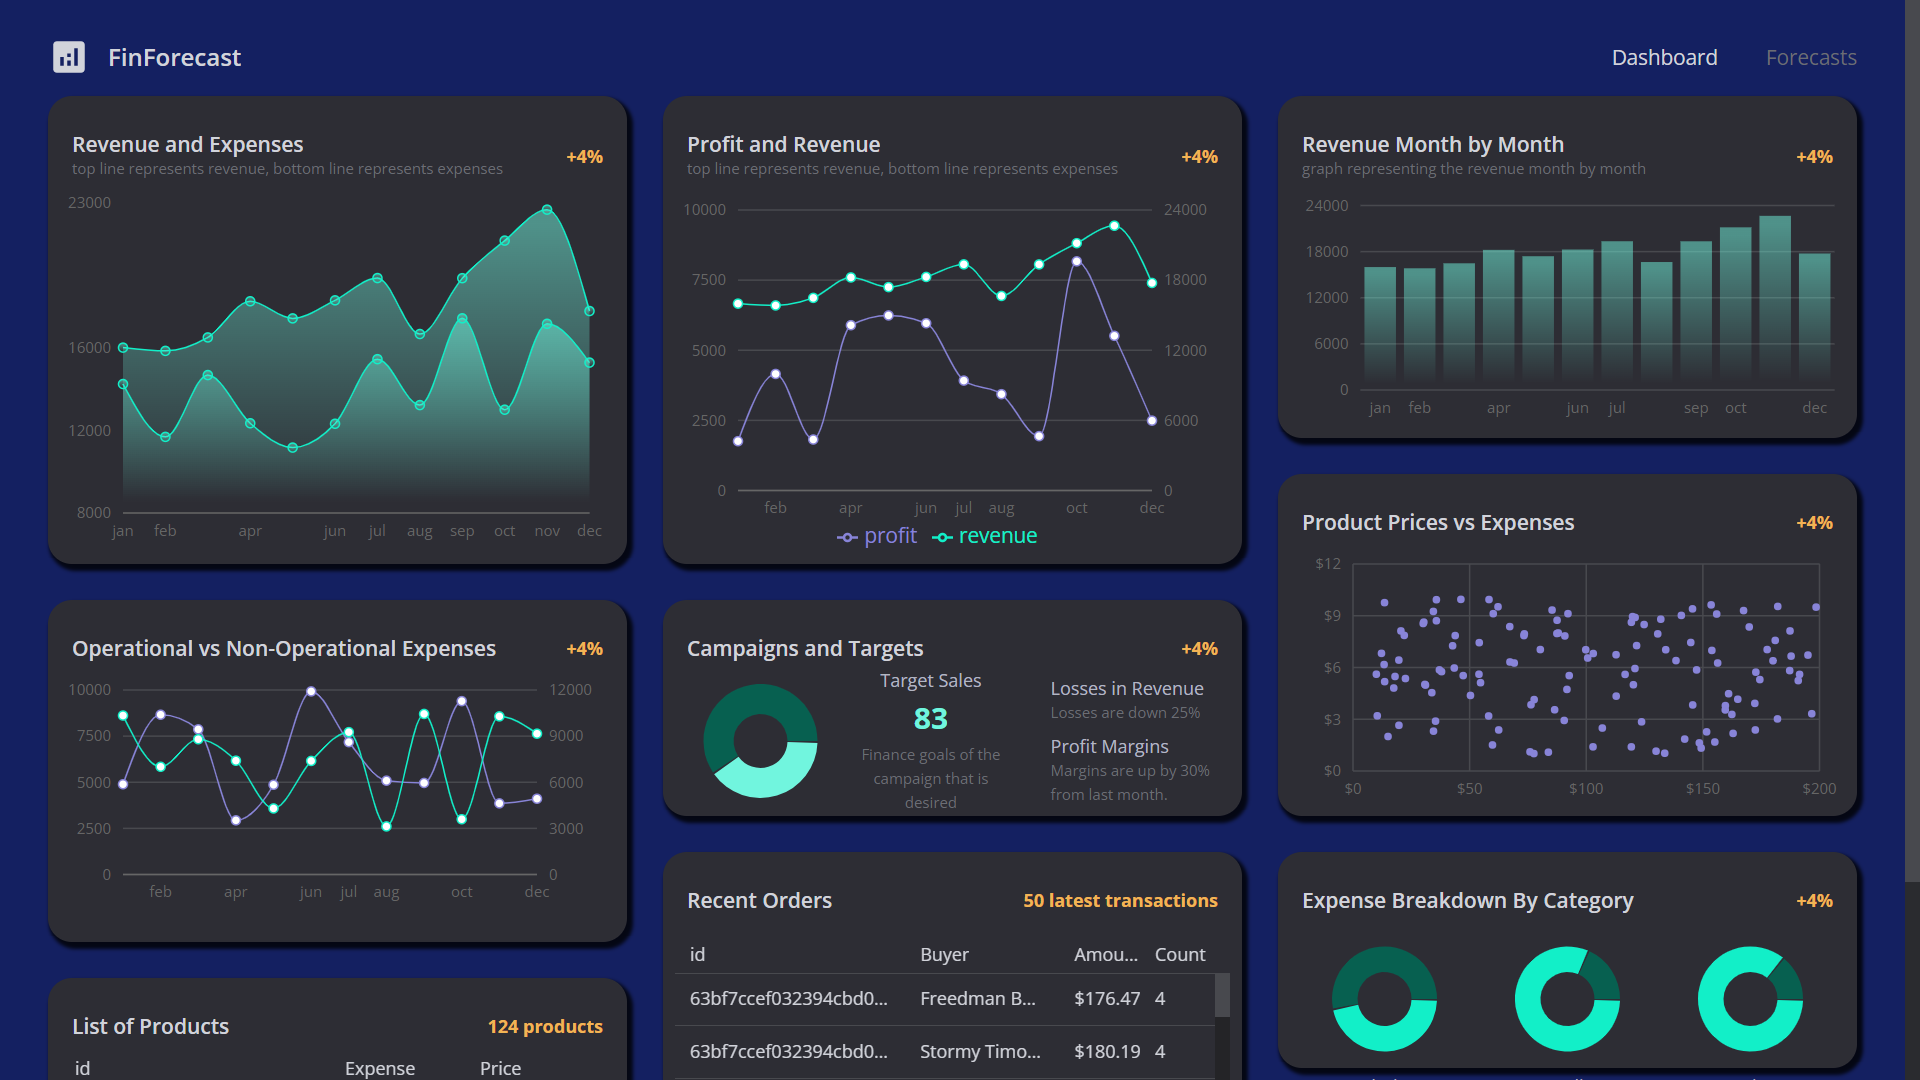 FinForecast
Dashboard
Forecasts
Revenue and Expenses
top line represents revenue, bottom line represents expenses
+4%
23000
16000
12000
8000
jan feb apr jun jul aug sep oct nov dec
Profit and Revenue
top line represents revenue, bottom line represents expenses
+4%
10000 24000
7500 18000
5000 12000
2500 6000
0 0
feb apr jun jul aug oct dec
profit revenue
Revenue Month by Month
graph representing the revenue month by month
+4%
24000
18000
12000
6000
0
jan feb apr jun jul sep oct dec
Operational vs Non-Operational Expenses
+4%
10000 12000
7500 9000
5000 6000
2500 3000
0 0
feb apr jun jul aug oct dec
Campaigns and Targets
+4%
Target Sales
83
Finance goals of the
campaign that is
desired
Losses in Revenue
Losses are down 25%
Profit Margins
Margins are up by 30%
from last month.
Product Prices vs Expenses
+4%
$12
$9
$6
$3
$0
$0 $50 $100 $150 $200
List of Products
124 products
id Expense Price
Recent Orders
50 latest transactions
id Buyer Amou... Count
63bf7ccef032394cbd0... Freedman B... $176.47 4
63bf7ccef032394cbd0... Stormy Timo... $180.19 4
Expense Breakdown By Category
+4%